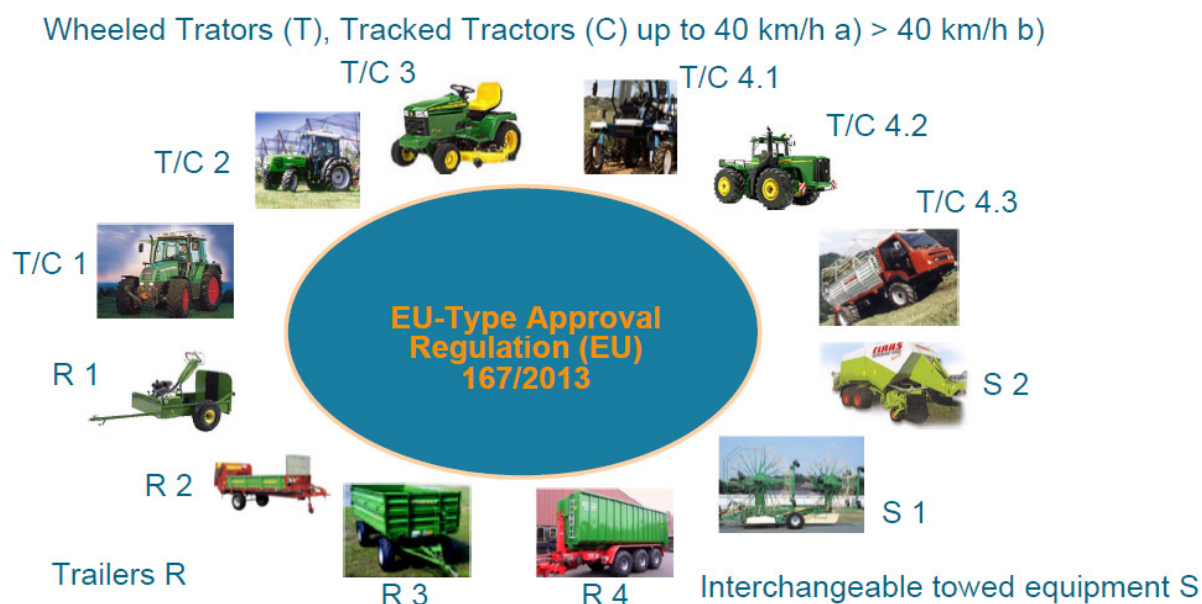 Wheeled Trators (T), Tracked Tractors (C) up to 40 km/h a) > 40 km/h b)
T/C 3
T/C 4.1
T/C 4.2
T/C 2
T/C 4.3
T/C 1
EU-Type Approval
Regulation (EU)
167/2013
R 1
CLAAS
S 2
R 2
S 1
Trailers R
R 3
R 4
Interchangeable towed equipment S